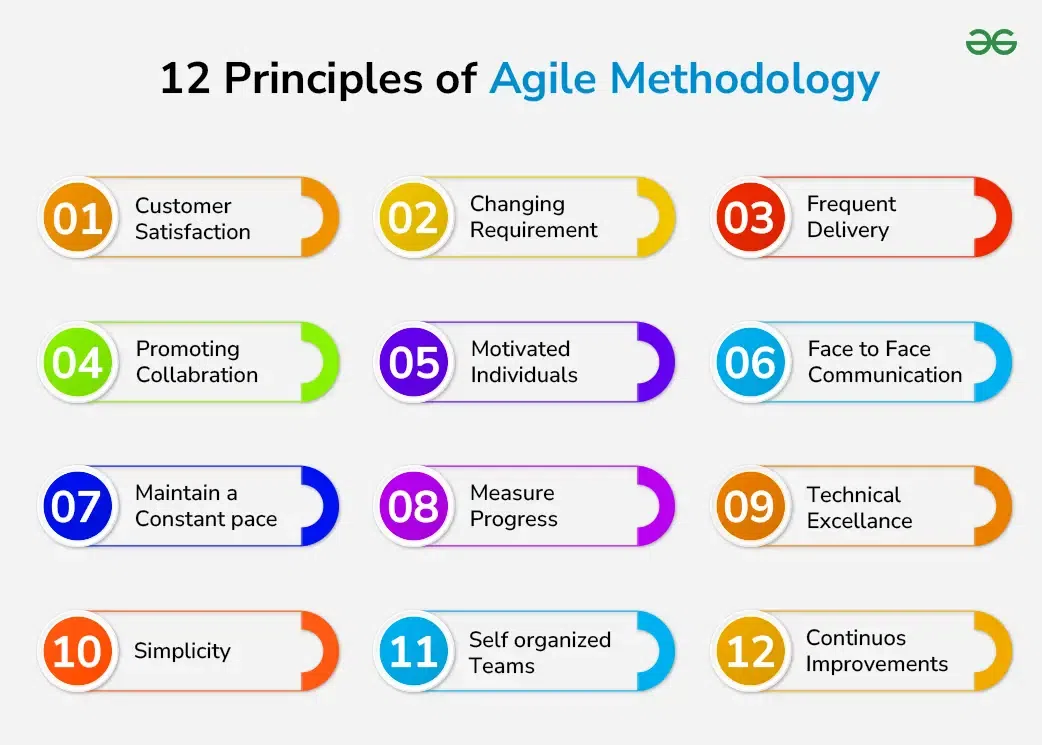 12 Principles of Agile Methodology
01
Customer
Satisfaction
02
Changing
Requirement
03
Frequent
Delivery
04
Promoting
Collabration
05
Motivated
Individuals
06
Face to Face
Communication
07
Maintain a
Constant pace
08
Measure
Progress
09
Technical
Excellance
10
Simplicity
11
Self organized
Teams
12
Continuos
Improvements